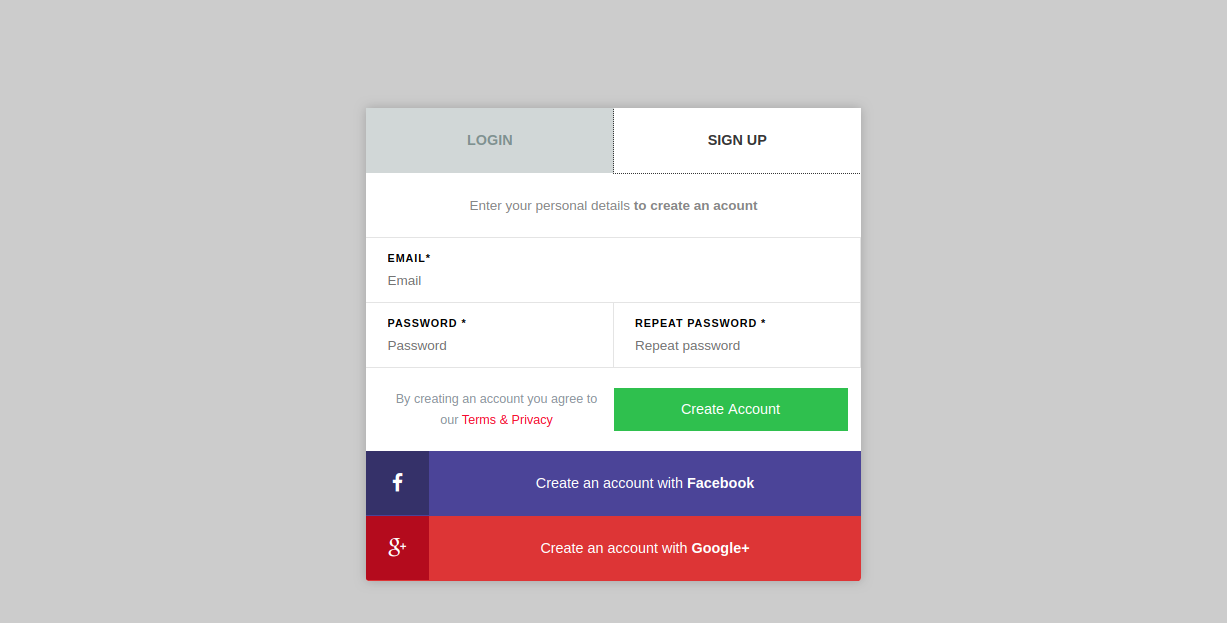 LOGIN
SIGN UP
Enter your personal details to create an acount
EMAIL*
Email
PASSWORD *
REPEAT PASSWORD *
Password
Repeat password
By creating an account you agree to
our Terms & Privacy
Create Account
f
Create an account with Facebook
g+
Create an account with Google+